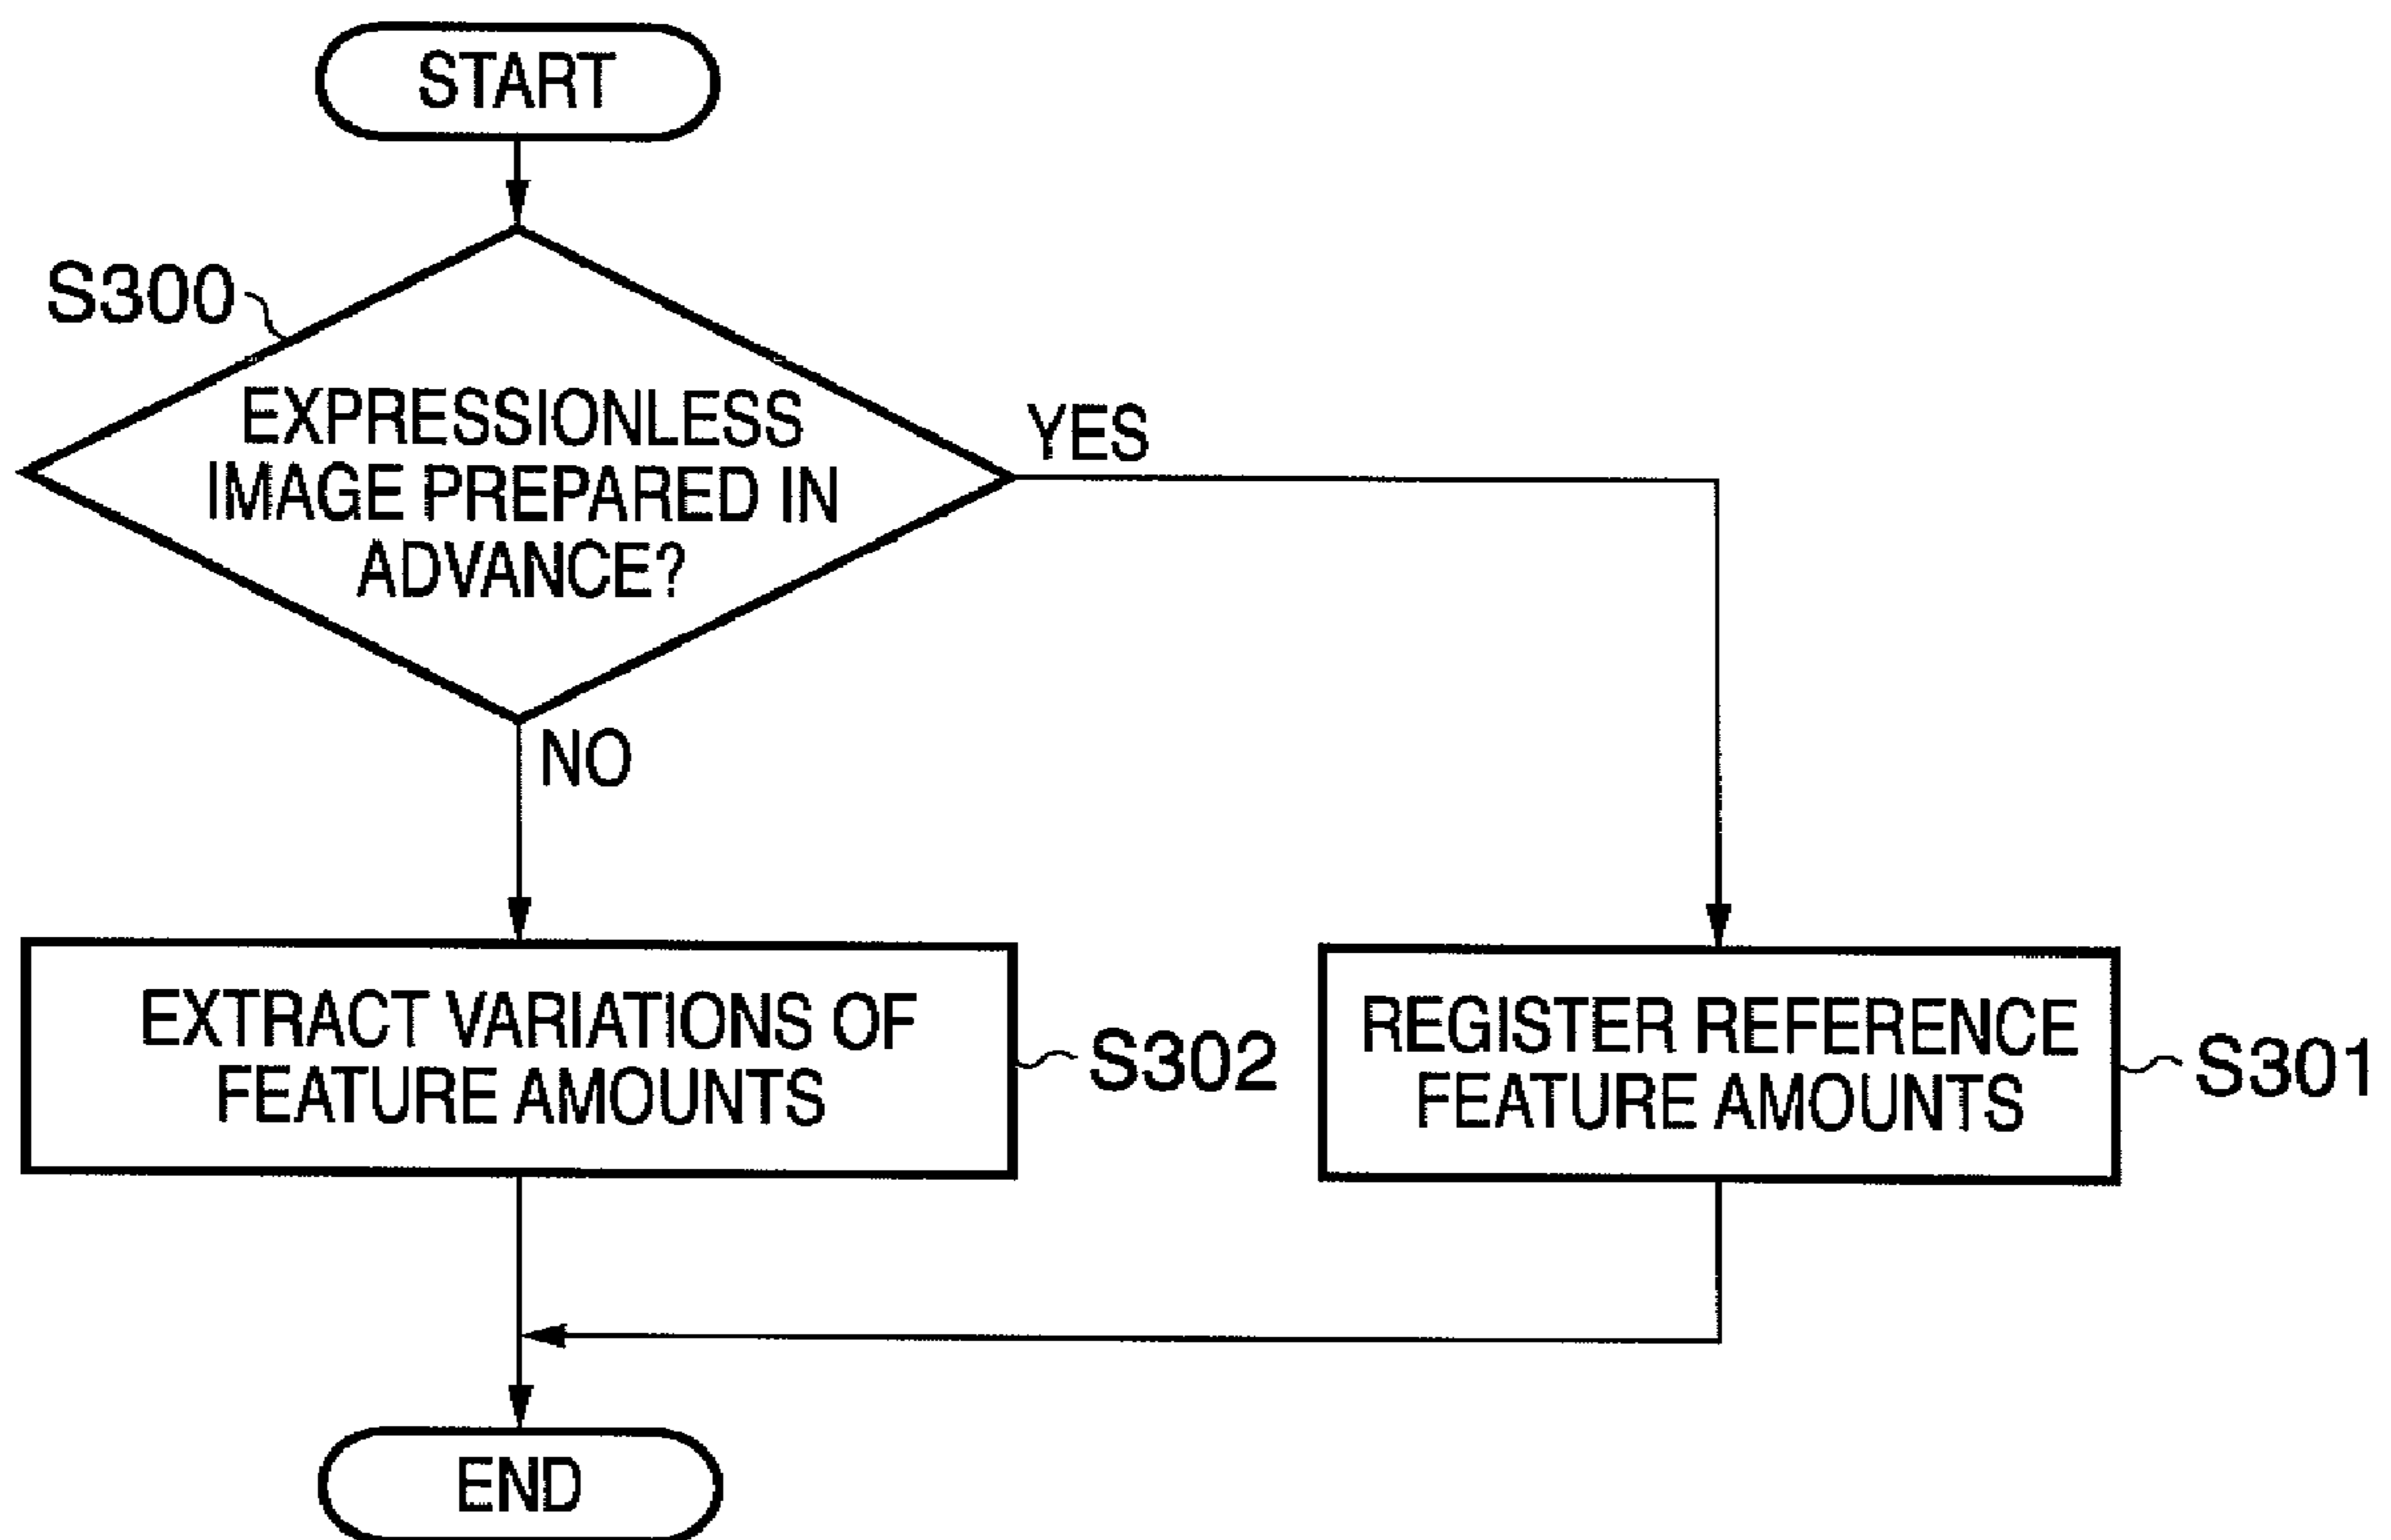 START
S300
EXPRESSIONLESS
IMAGE PREPARED IN
ADVANCE?
YES
NO
EXTRACT VARIATIONS OF
FEATURE AMOUNTS
S302
REGISTER REFERENCE
FEATURE AMOUNTS
S301
END